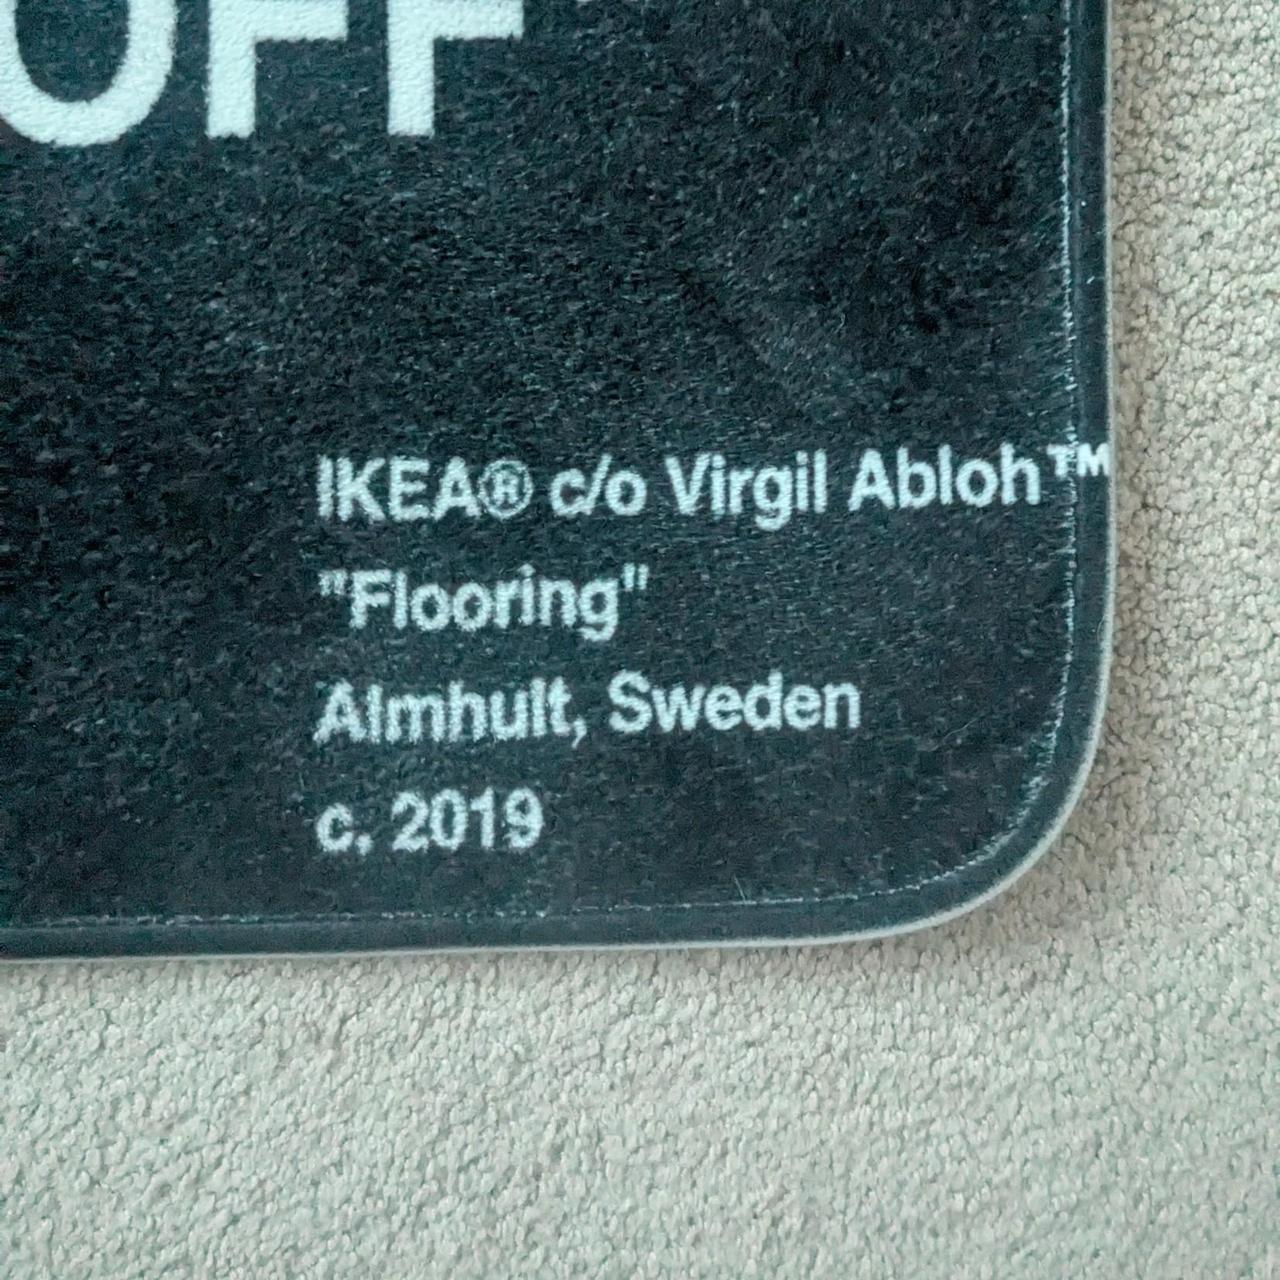 OFF"
IKEA® c/o Virgil Abloh™
"Flooring"
Almhult, Sweden
c. 2019